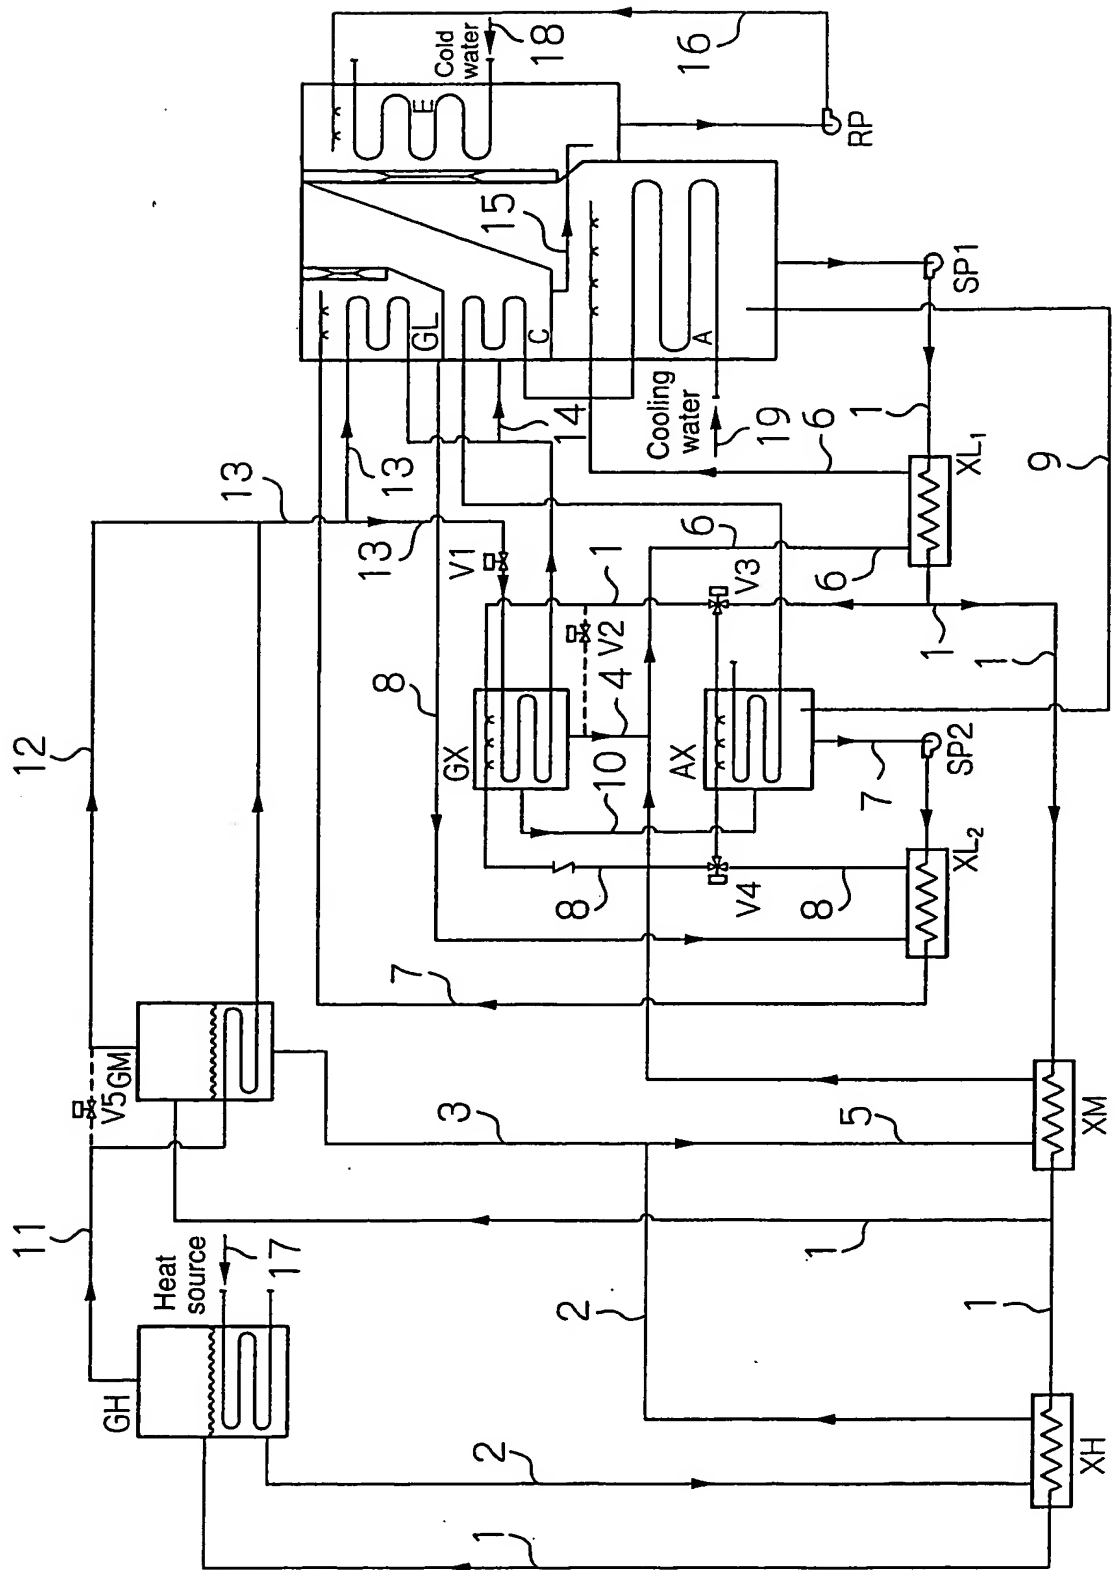 16
18
Cold
water
E
RP
15
SP1
GL
C
A
14
Cooling
water
19
6
1
XL1
9
13
13
13
V1
6
6
1
V3
V2
1
1
8
4
GX
10
AX
7
SP2
12
8
V4
8
XL2
7
GM
V5
3
5
XM
11
Heat
source
17
1
2
1
GH
2
XH
1